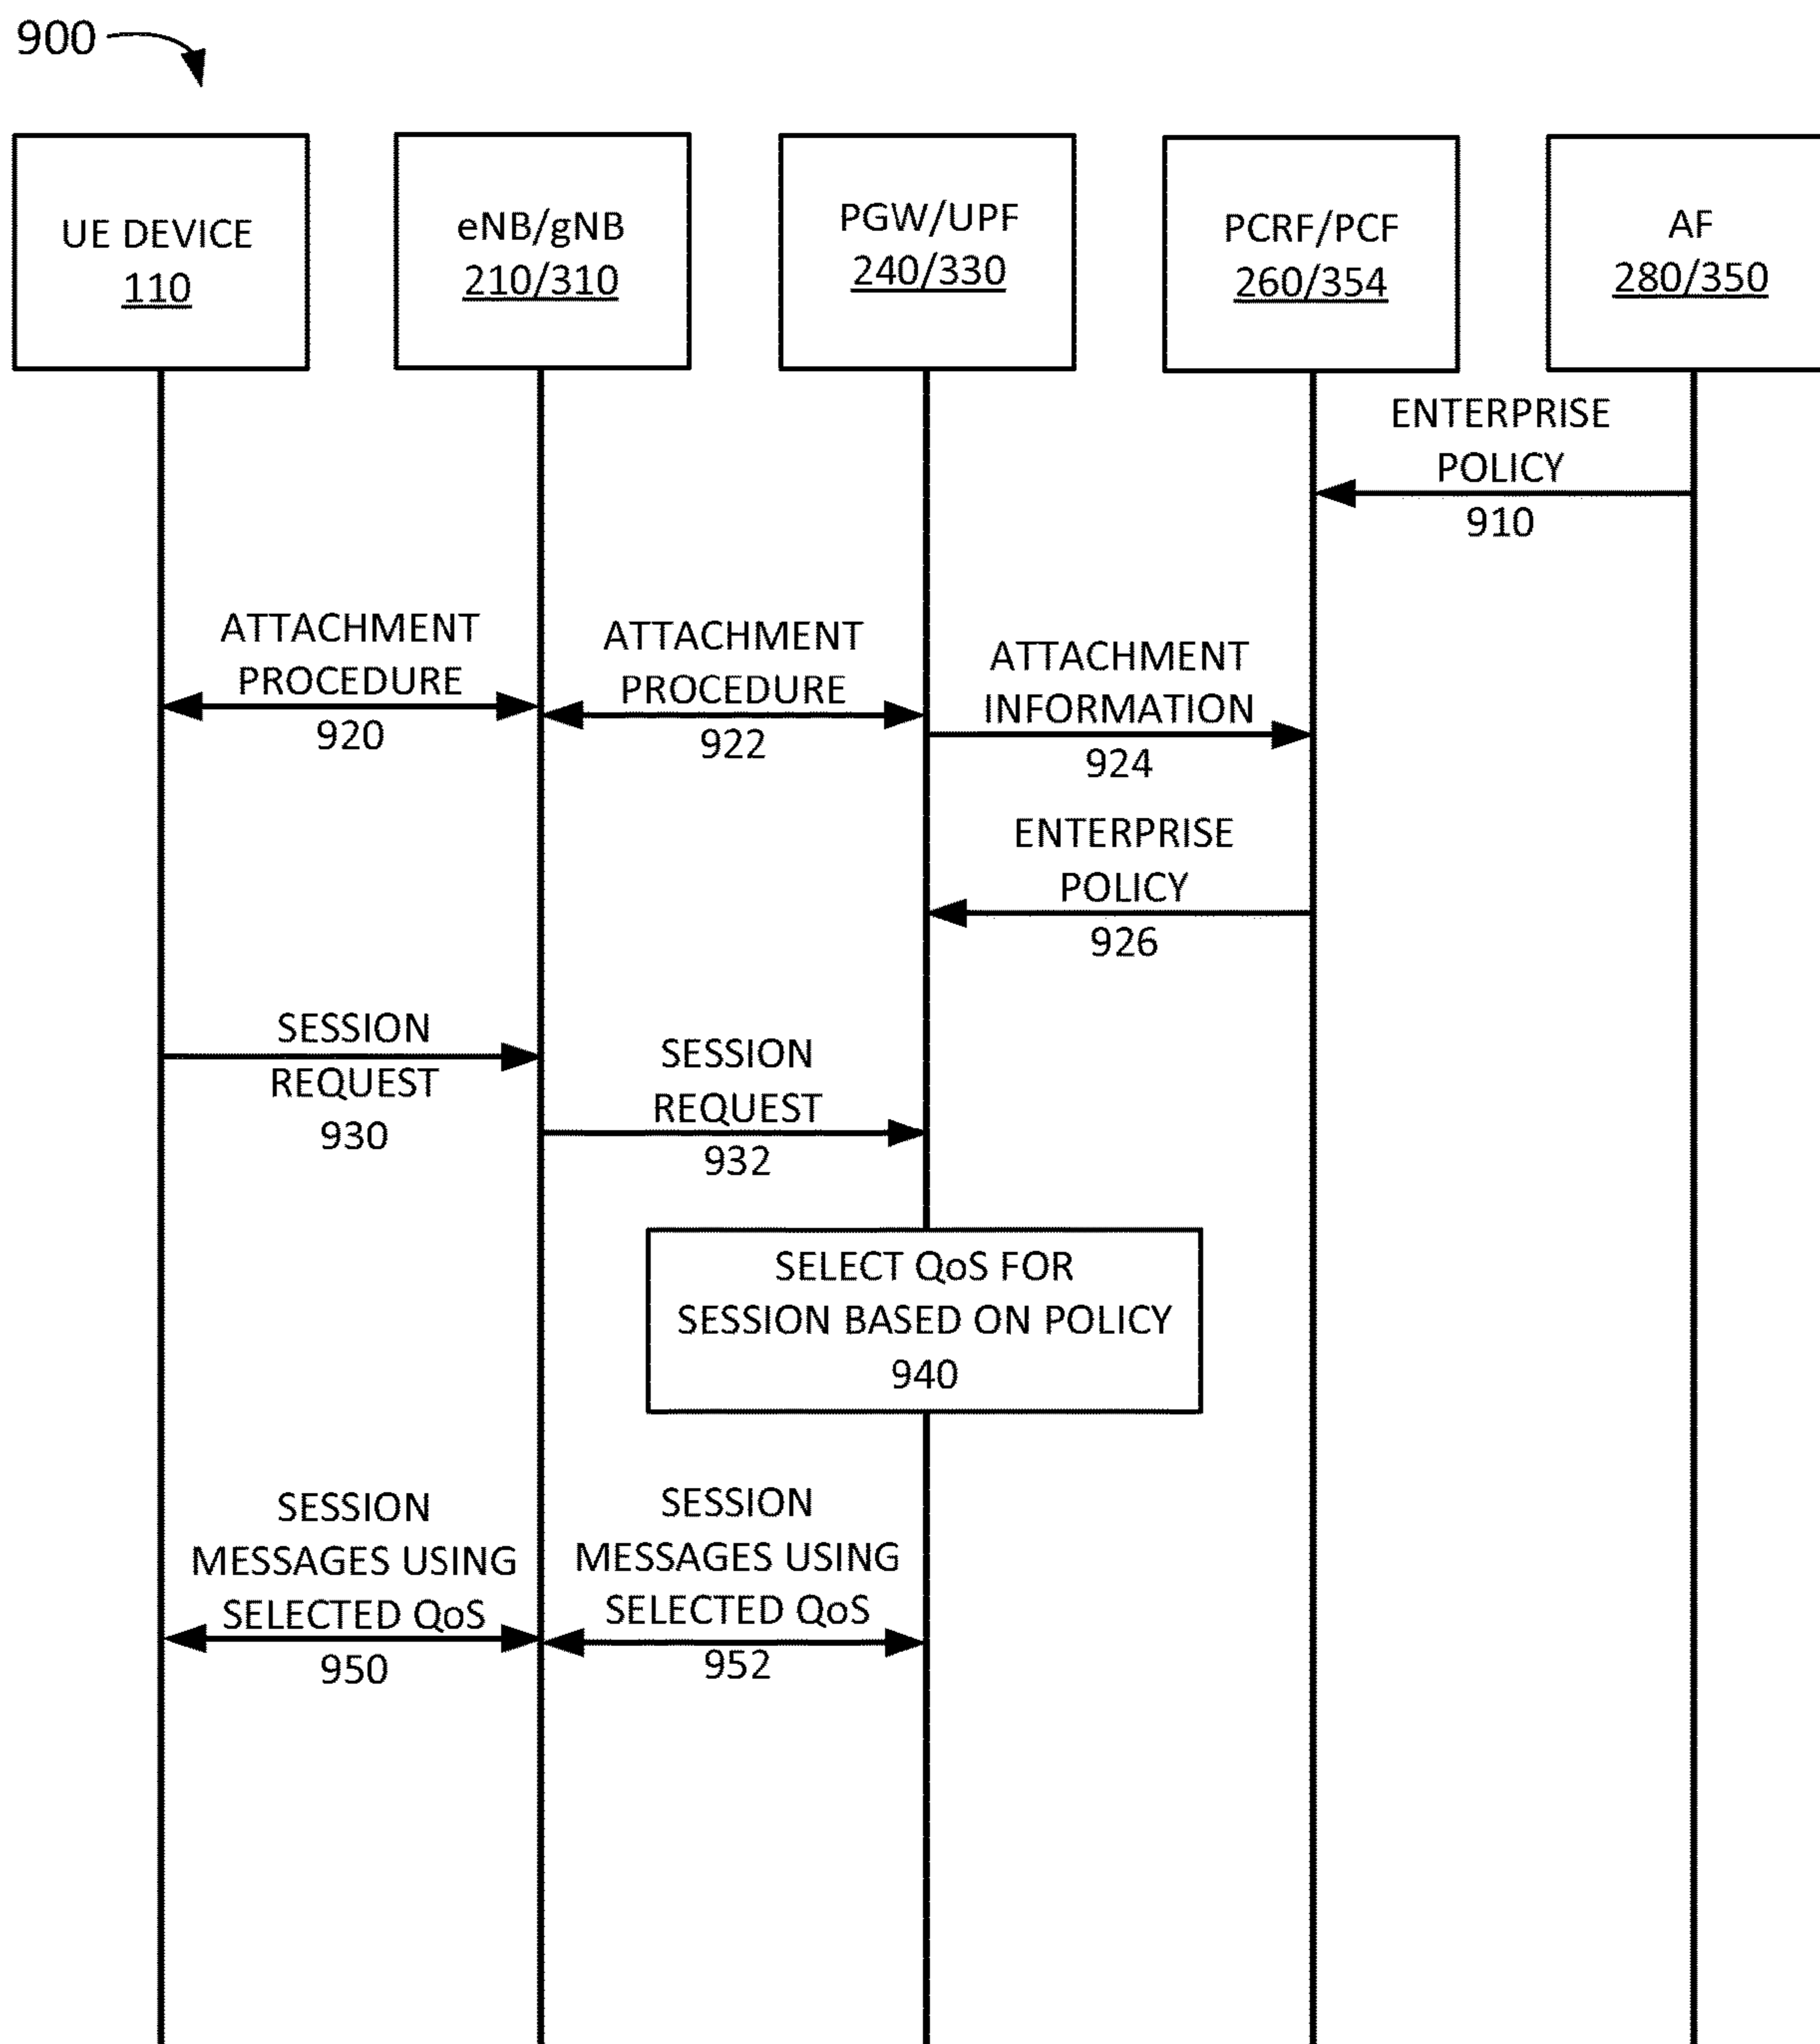 900
UE DEVICE
110
eNB/gNB
210/310
PGW/UPF
240/330
PCRF/PCF
260/354
AF
280/350
ENTERPRISE
POLICY
910
ATTACHMENT
PROCEDURE
920
ATTACHMENT
PROCEDURE
922
ATTACHMENT
INFORMATION
924
ENTERPRISE
POLICY
926
SESSION
REQUEST
930
SESSION
REQUEST
932
SELECT QoS FOR
SESSION BASED ON POLICY
940
SESSION
MESSAGES USING
SELECTED QoS
950
SESSION
MESSAGES USING
SELECTED QoS
952